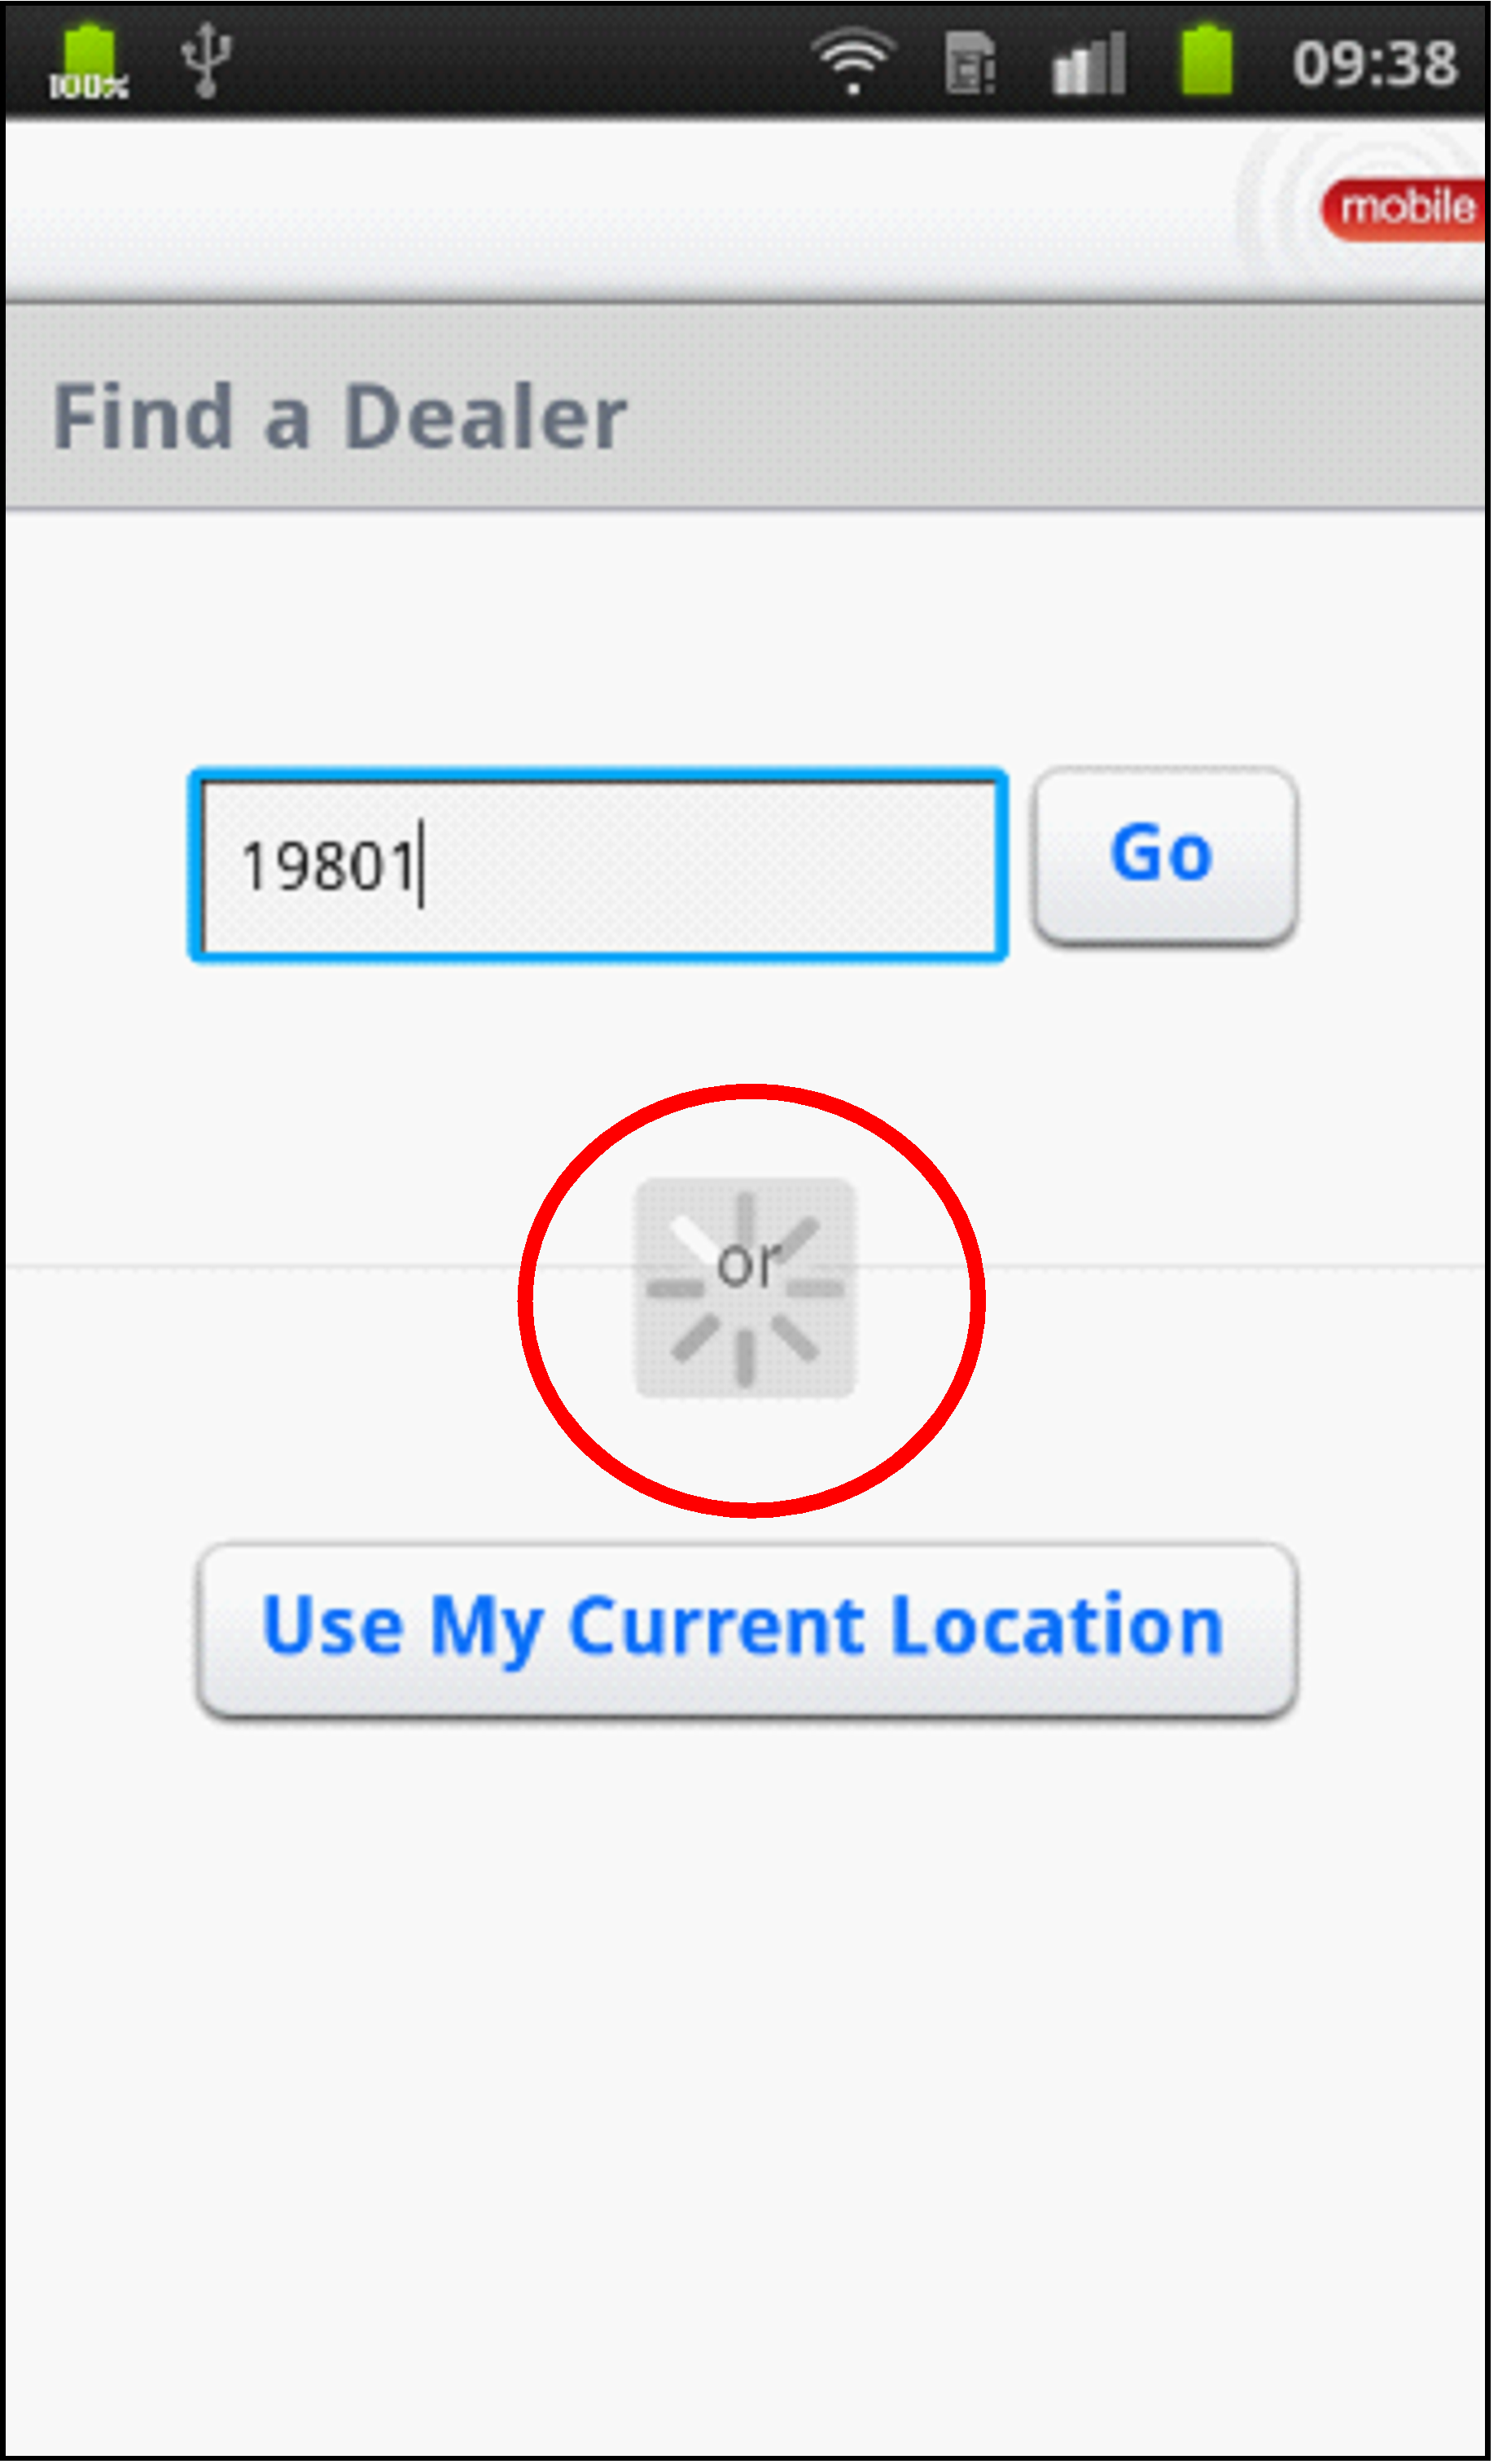 100%
09:38
mobile
Find a Dealer
19801
Go
or
Use My Current Location